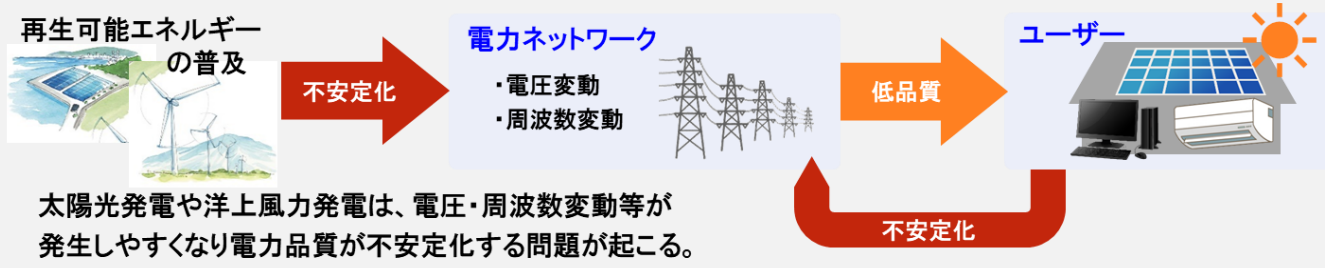 再生可能エネルギー
の普及
不安定化
電力ネットワーク
・電圧変動
・周波数変動
低品質
ユーザー
不安定化
太陽光発電や洋上風力発電は、電圧・周波数変動等が
発生しやすくなり電力品質が不安定化する問題が起こる。